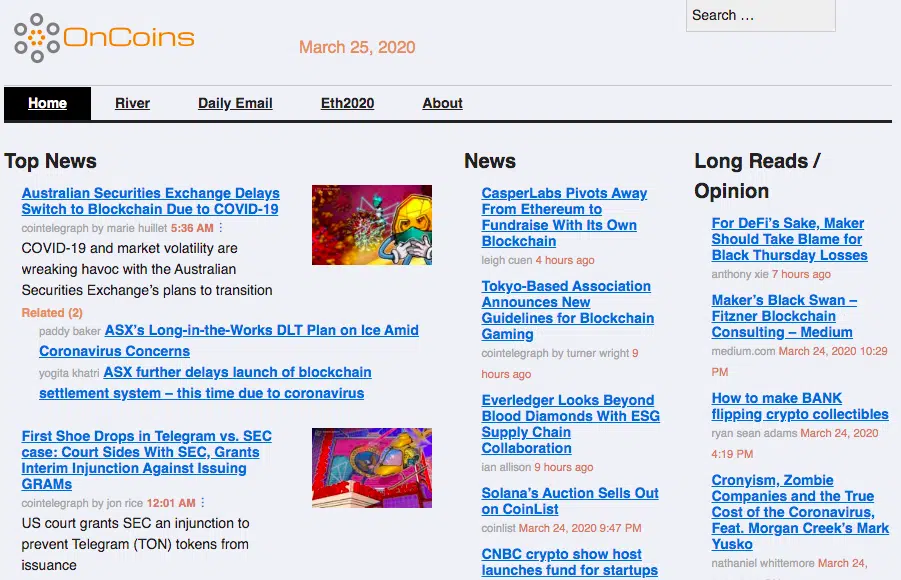 OnCoins
March 25, 2020
Search …
Home
River
Daily Email
Eth2020
About
Top News
Australian Securities Exchange Delays
Switch to Blockchain Due to COVID-19
cointelegraph by marie huillet 5:36 AM ⋮
COVID-19 and market volatility are
wreaking havoc with the Australian
Securities Exchange’s plans to transition
Related (2)
paddy baker ASX’s Long-in-the-Works DLT Plan on Ice Amid
Coronavirus Concerns
yogita khatri ASX further delays launch of blockchain
settlement system – this time due to coronavirus
First Shoe Drops in Telegram vs. SEC
case: Court Sides With SEC, Grants
Interim Injunction Against Issuing
GRAMs
cointelegraph by jon rice 12:01 AM ⋮
US court grants SEC an injunction to
prevent Telegram (TON) tokens from
issuance
News
CasperLabs Pivots Away
From Ethereum to
Fundraise With Its Own
Blockchain
leigh cuen 4 hours ago
Tokyo-Based Association
Announces New
Guidelines for Blockchain
Gaming
cointelegraph by turner wright 9
hours ago
Everledger Looks Beyond
Blood Diamonds With ESG
Supply Chain
Collaboration
ian allison 9 hours ago
Solana’s Auction Sells Out
on CoinList
coinlist March 24, 2020 9:47 PM
CNBC crypto show host
launches fund for startups
Long Reads /
Opinion
For DeFi’s Sake, Maker
Should Take Blame for
Black Thursday Losses
anthony xie 7 hours ago
Maker’s Black Swan –
Fitzner Blockchain
Consulting – Medium
medium.com March 24, 2020 10:29
PM
How to make BANK
flipping crypto collectibles
ryan sean adams March 24, 2020
4:19 PM
Cronyism, Zombie
Companies and the True
Cost of the Coronavirus,
Feat. Morgan Creek’s Mark
Yusko
nathaniel whittemore March 24,